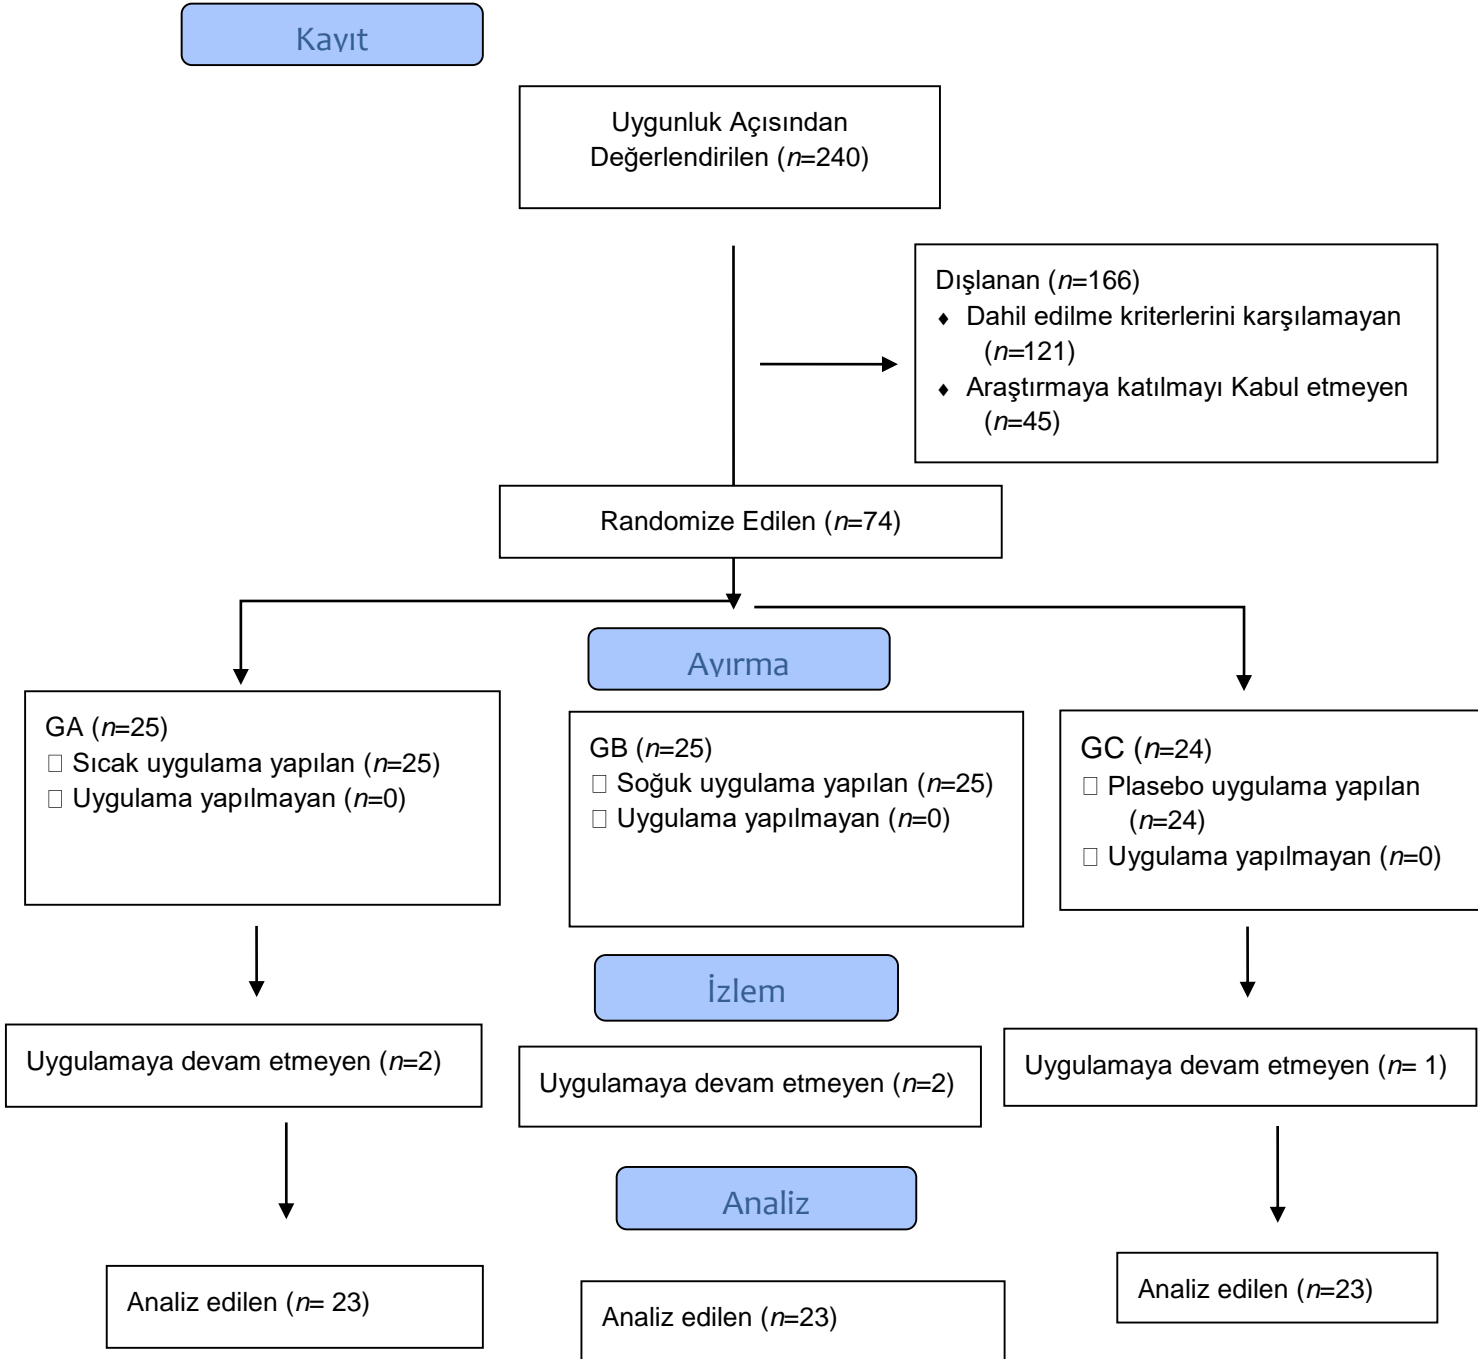 Kayıt
Uygunluk Açısından
Değerlendirilen (n=240)
Dışlanan (n=166)
♦ Dahil edilme kriterlerini karşılamayan
(n=121)
♦ Araştırmaya katılmayı Kabul etmeyen
(n=45)
Randomize Edilen (n=74)
Ayırma
GA (n=25)
□ Sıcak uygulama yapılan (n=25)
□ Uygulama yapılmayan (n=0)
GB (n=25)
□ Soğuk uygulama yapılan (n=25)
□ Uygulama yapılmayan (n=0)
GC (n=24)
□ Plasebo uygulama yapılan
(n=24)
□ Uygulama yapılmayan (n=0)
İzlem
Uygulamaya devam etmeyen (n=2)
Uygulamaya devam etmeyen (n=2)
Uygulamaya devam etmeyen (n= 1)
Analiz
Analiz edilen (n= 23)
Analiz edilen (n=23)
Analiz edilen (n=23)